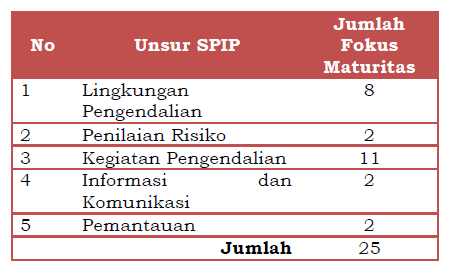 No Unsur SPIP Jumlah Fokus Maturitas
1 Lingkungan Pengendalian 8
2 Penilaian Risiko 2
3 Kegiatan Pengendalian 11
4 Informasi dan Komunikasi 2
5 Pemantauan 2
Jumlah 25